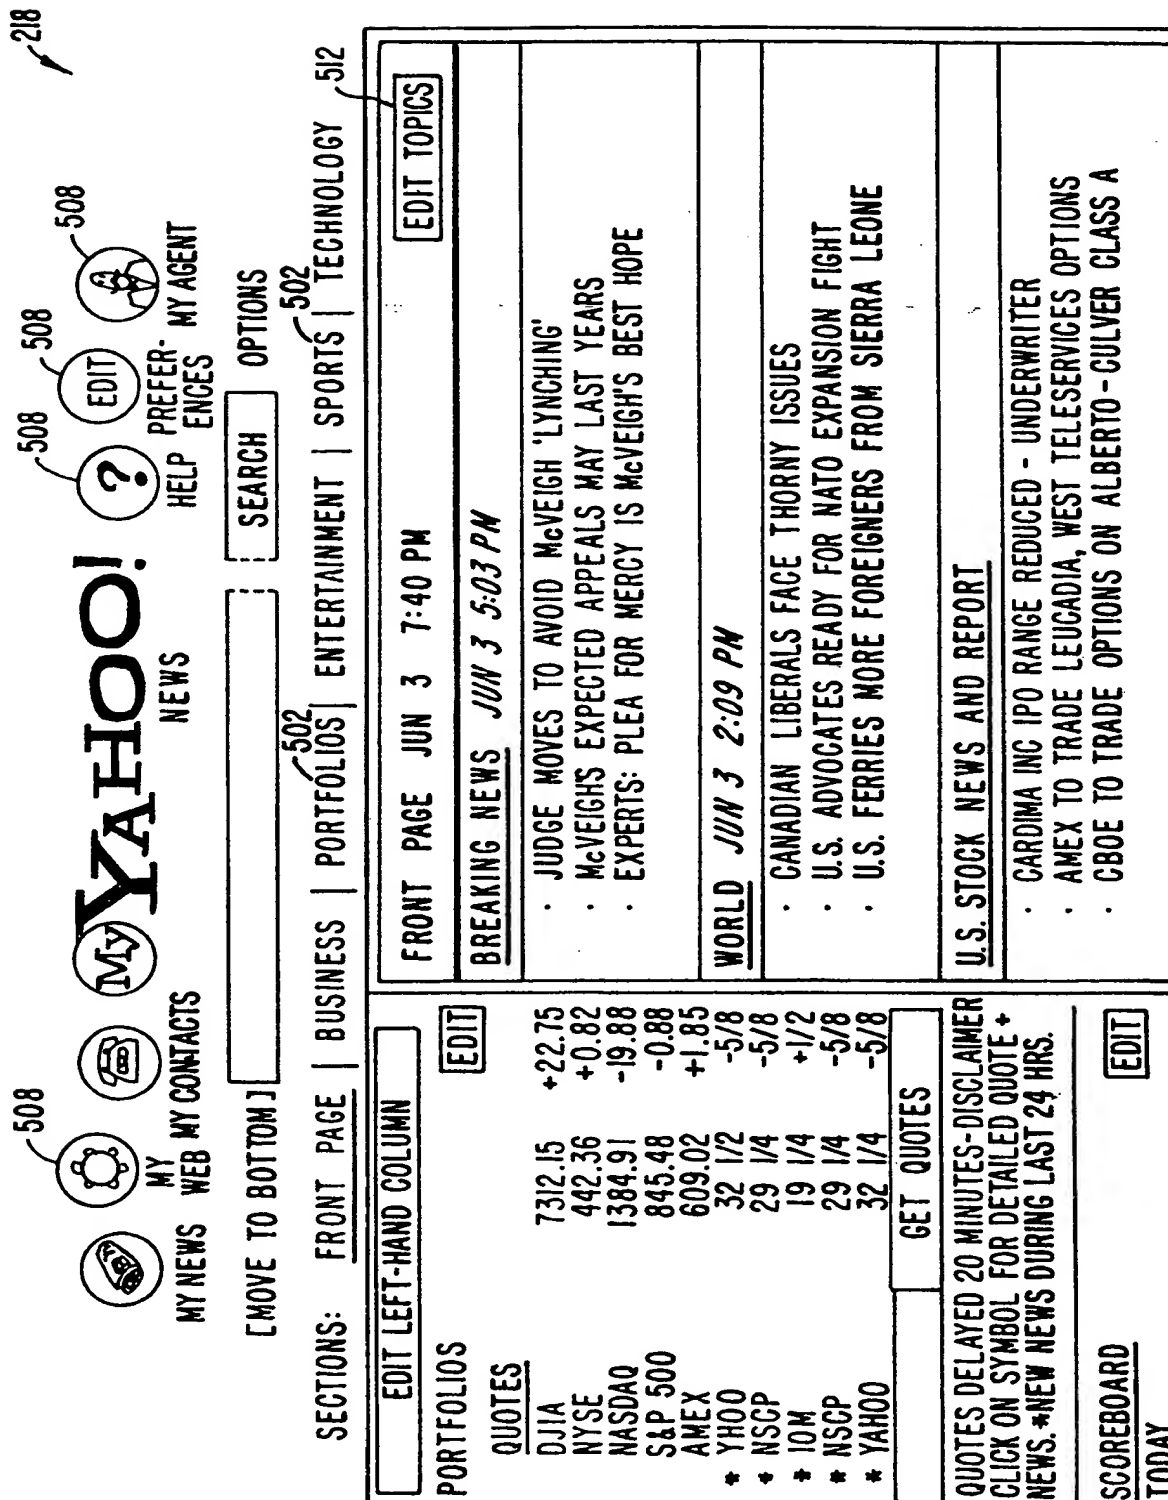 218
508
508
508
508
My YAHOO!
NEWS
MY NEWS
MY WEB
MY CONTACTS
HELP
PREFER-
ENCES
MY AGENT
EDIT
?
YAHOO
[MOVE TO BOTTOM]
SEARCH
OPTIONS
502
502
512
SECTIONS: FRONT PAGE | BUSINESS | PORTFOLIOS | ENTERTAINMENT | SPORTS | TECHNOLOGY
EDIT LEFT-HAND COLUMN
PORTFOLIOS EDIT
QUOTES
DJIA 7312.15 +22.75
NYSE 442.36 +0.82
NASDAQ 1384.91 -19.88
S&P 500 845.48 -0.88
AMEX 609.02 +1.85
* YHOO 32 1/2 -5/8
* NSCP 29 1/4 -5/8
* IOM 19 1/4 +1/2
* NSCP 29 1/4 -5/8
* YAHOO 32 1/4 -5/8
GET QUOTES
QUOTES DELAYED 20 MINUTES-DISCLAIMER
CLICK ON SYMBOL FOR DETAILED QUOTE +
NEWS. *NEW NEWS DURING LAST 24 HRS.
SCOREBOARD EDIT
TODAY
FRONT PAGE JUN 3 7:40 PM EDIT TOPICS
BREAKING NEWS JUN 3 5:03 PM
· JUDGE MOVES TO AVOID McVEIGH 'LYNCHING'
· McVEIGHS EXPECTED APPEALS MAY LAST YEARS
· EXPERTS: PLEA FOR MERCY IS McVEIGH'S BEST HOPE
WORLD JUN 3 2:09 PM
· CANADIAN LIBERALS FACE THORNY ISSUES
· U.S. ADVOCATES READY FOR NATO EXPANSION FIGHT
· U.S. FERRIES MORE FOREIGNERS FROM SIERRA LEONE
U.S. STOCK NEWS AND REPORT
· CARDIMA INC IPO RANGE REDUCED - UNDERWRITER
· AMEX TO TRADE LEUCADIA, WEST TELESERVICES OPTIONS
· CBOE TO TRADE OPTIONS ON ALBERTO-CULVER CLASS A